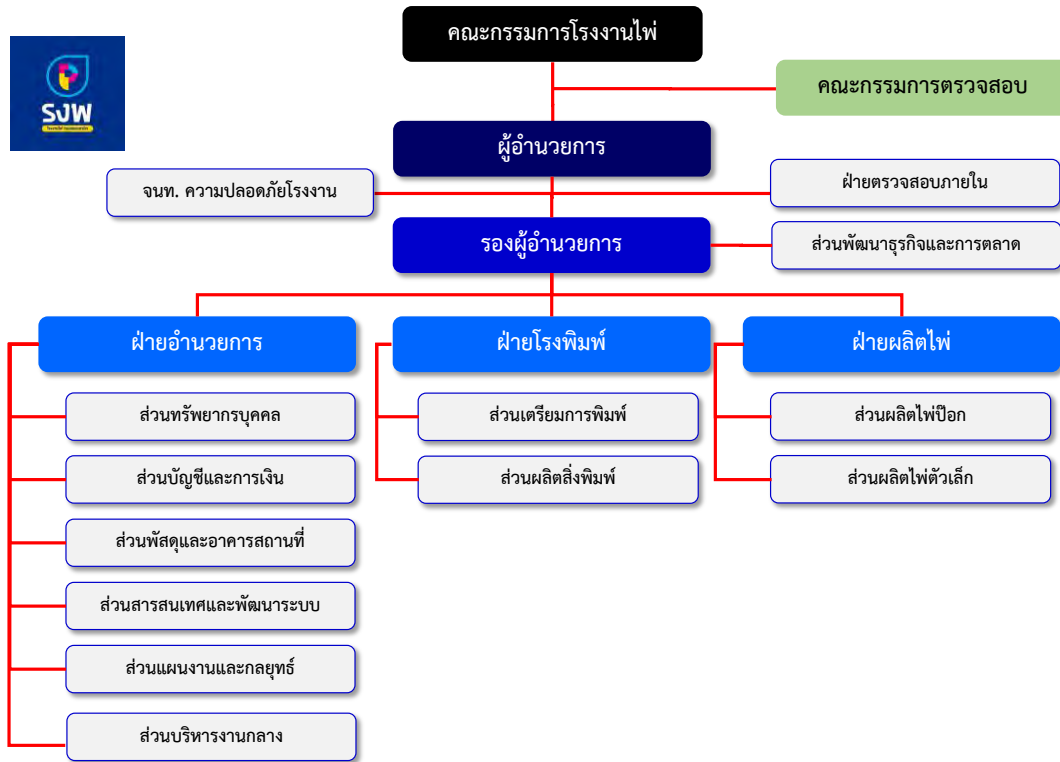 คณะกรรมการโรงงานไพ่
รงพ
คณะกรรมการตรวจสอบ
ผู้อำนวยการ
จนท. ความปลอดภัยโรงงาน
ฝ่ายตรวจสอบภายใน
รองผู้อำนวยการ
ส่วนพัฒนาธุรกิจและการตลาด
ฝ่ายอำนวยการ
ฝ่ายโรงพิมพ์
ฝ่ายผลิตไพ่
ส่วนทรัพยากรบุคคล
ส่วนเตรียมการพิมพ์
ส่วนผลิตไพ่ป๊อก
ส่วนบัญชีและการเงิน
ส่วนผลิตสิ่งพิมพ์
ส่วนผลิตไพ่ตัวเล็ก
ส่วนพัสดุและอาคารสถานที่
ส่วนสารสนเทศและพัฒนาระบบ
ส่วนแผนงานและกลยุทธ์
ส่วนบริหารงานกลาง